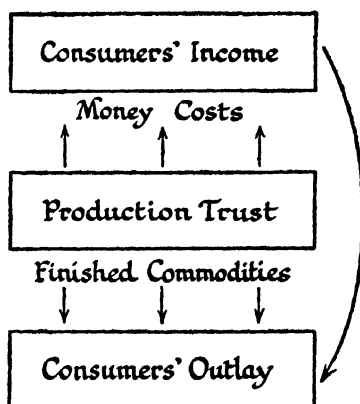 Consumers' Income
Money Costs
Production Trust
Finished Commodities
Consumers' Outlay